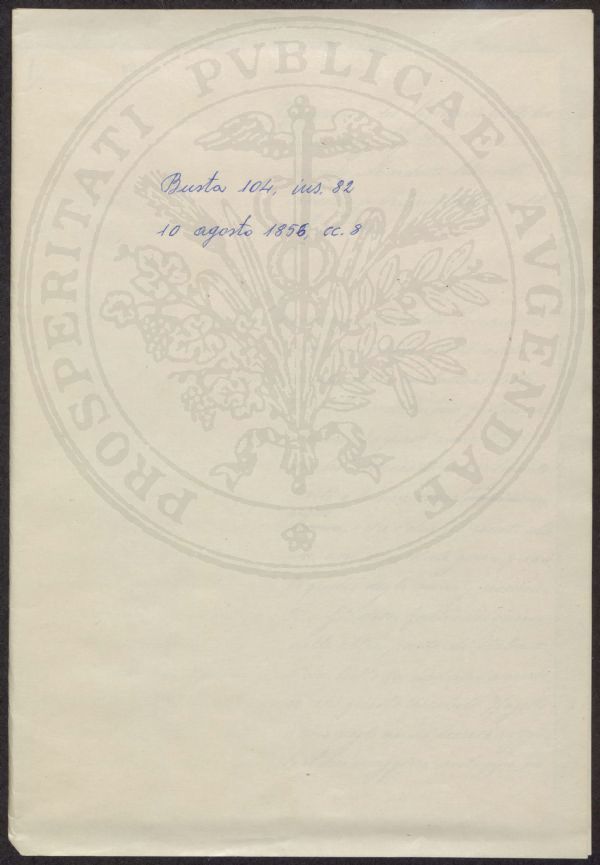 Busta 104, ins. 82
10 agosto 1856, cc. 8
PROSPERITATI PVBLICAE AVGENDAE